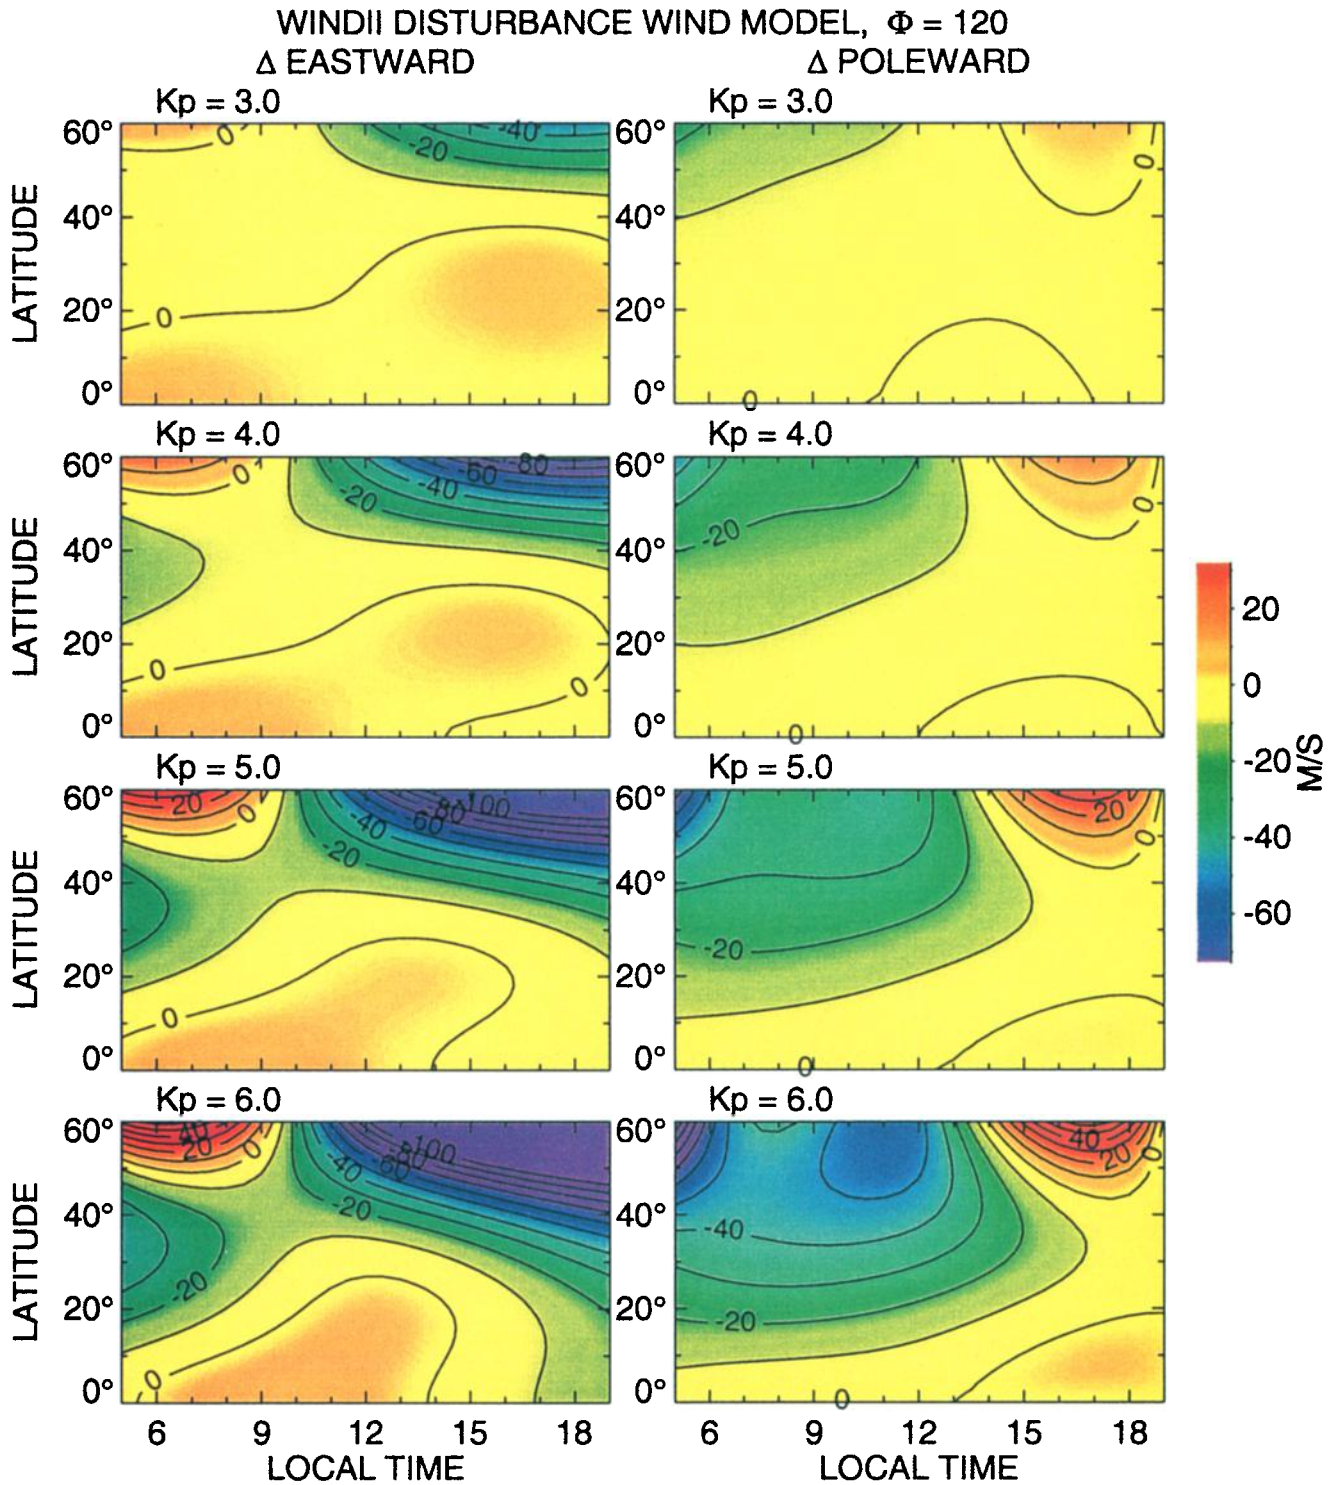 WINDII DISTURBANCE WIND MODEL, Φ = 120
Δ EASTWARD Δ POLEWARD
Kp = 3.0 Kp = 3.0
60° 0 -40 -20 60° 0
40° 40°
20° 0 20°
0° 0° 0
LATITUDE
Kp = 4.0 Kp = 4.0
60° 0 -20 -40 -60 -80 60° -20 0
40° 40°
20° 0 0 20°
0° 0° 0
LATITUDE
20
0
-20
-40
-60
M/S
Kp = 5.0 Kp = 5.0
60° 20 0 -20 -40 -60 -80 -100 60° 20 0
40° 40°
20° 0 20° -20
0° 0° 0
LATITUDE
Kp = 6.0 Kp = 6.0
60° 40 20 0 -20 -40 -60 -80 -100 60° 40 20 0
40° 40° -40
20° -20 20° -20
0° 0 0° 0
LATITUDE
6 9 12 15 18 6 9 12 15 18
LOCAL TIME LOCAL TIME